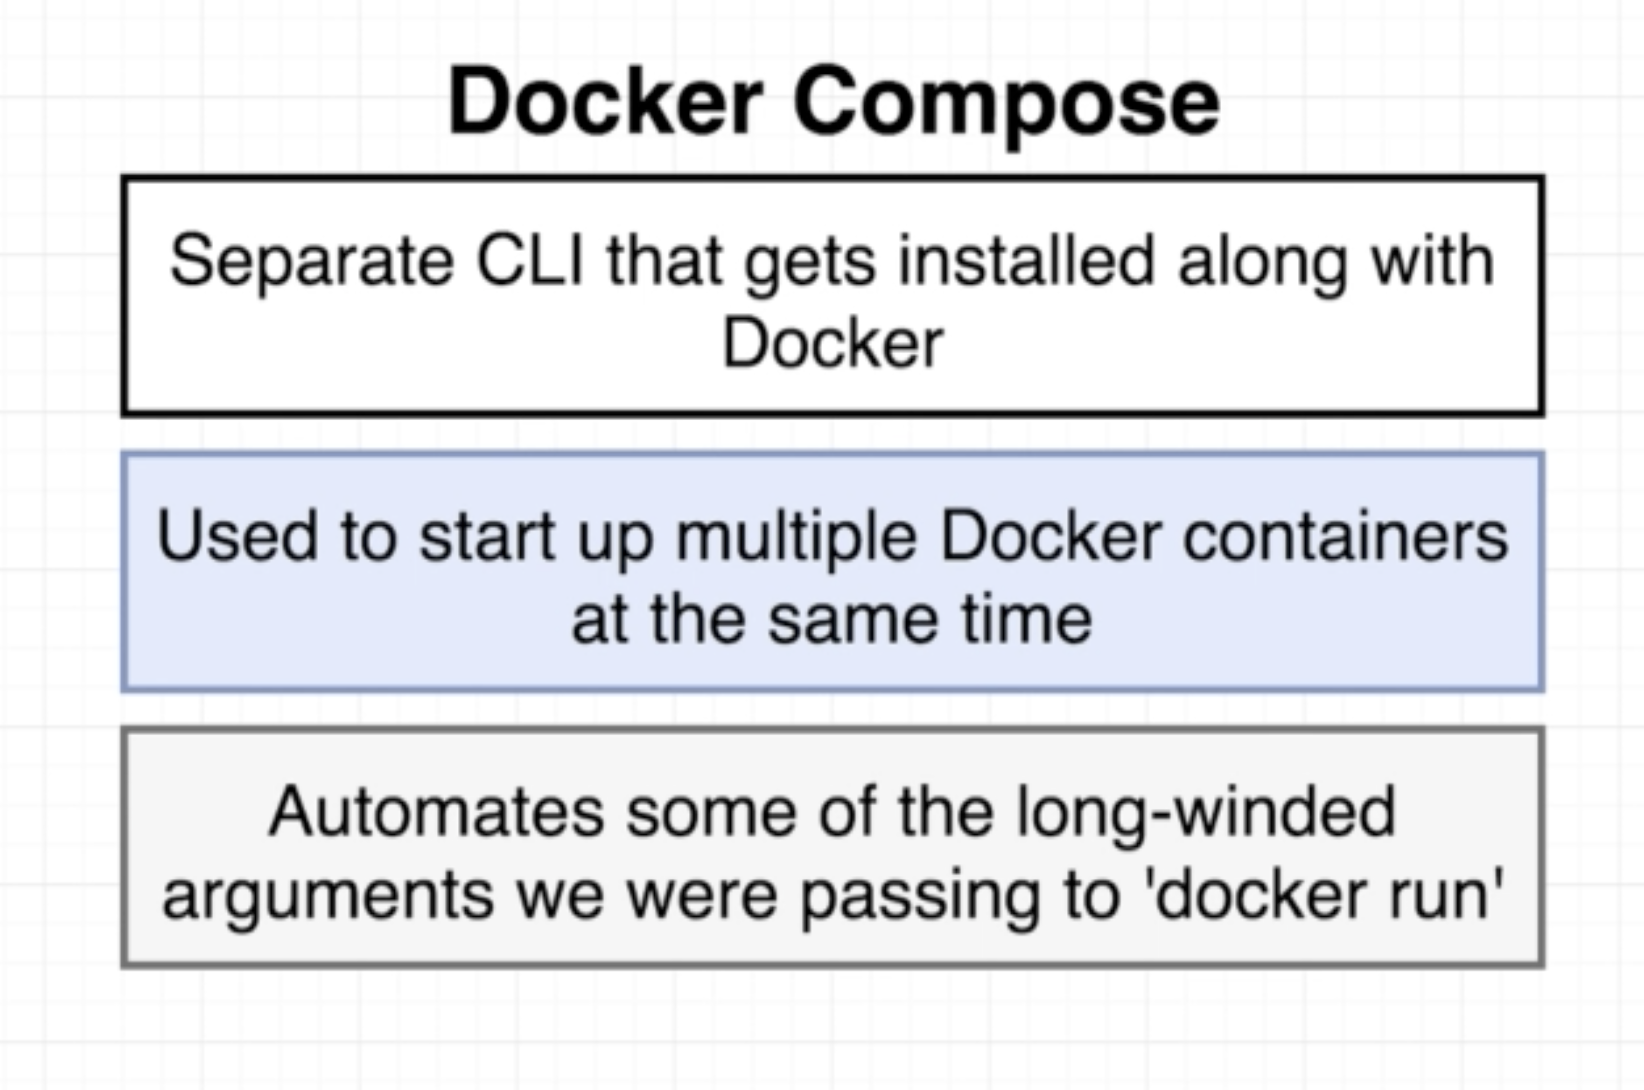 Docker Compose
Separate CLI that gets installed along with
Docker
Used to start up multiple Docker containers
at the same time
Automates some of the long-winded
arguments we were passing to 'docker run'